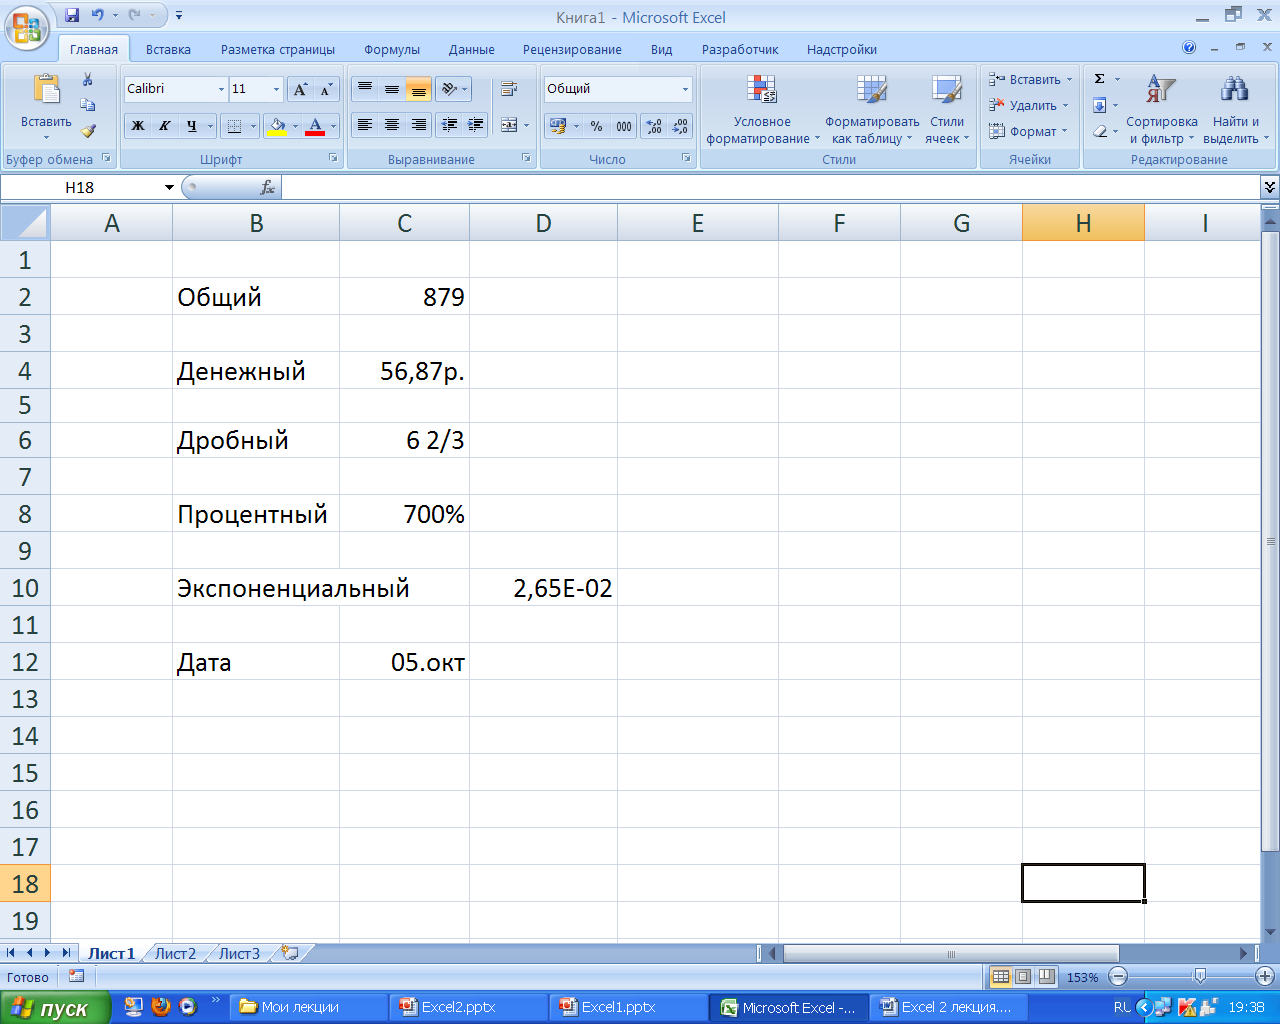 Книга1 - Microsoft Excel
Главная Вставка Разметка страницы Формулы Данные Рецензирование Вид Разработчик Надстройки
Вставить
Буфер обмена
Calibri 11
Ж К Ч
Шрифт
Выравнивание
Общий
% 000
Число
Условное форматирование
Форматировать как таблицу
Стили ячеек
Стили
Вставить
Удалить
Формат
Ячейки
Σ
Сортировка и фильтр
Найти и выделить
Редактирование
H18 fx
A B C D E F G H I
1
2 Общий 879
3
4 Денежный 56,87р.
5
6 Дробный 6 2/3
7
8 Процентный 700%
9
10 Экспоненциальный 2,65E-02
11
12 Дата 05.окт
13
14
15
16
17
18
19
Лист1 Лист2 Лист3
Готово 153%
пуск » Мои лекции Excel2.pptx Excel1.pptx Microsoft Excel -... Excel 2 лекция.... RU 19:38